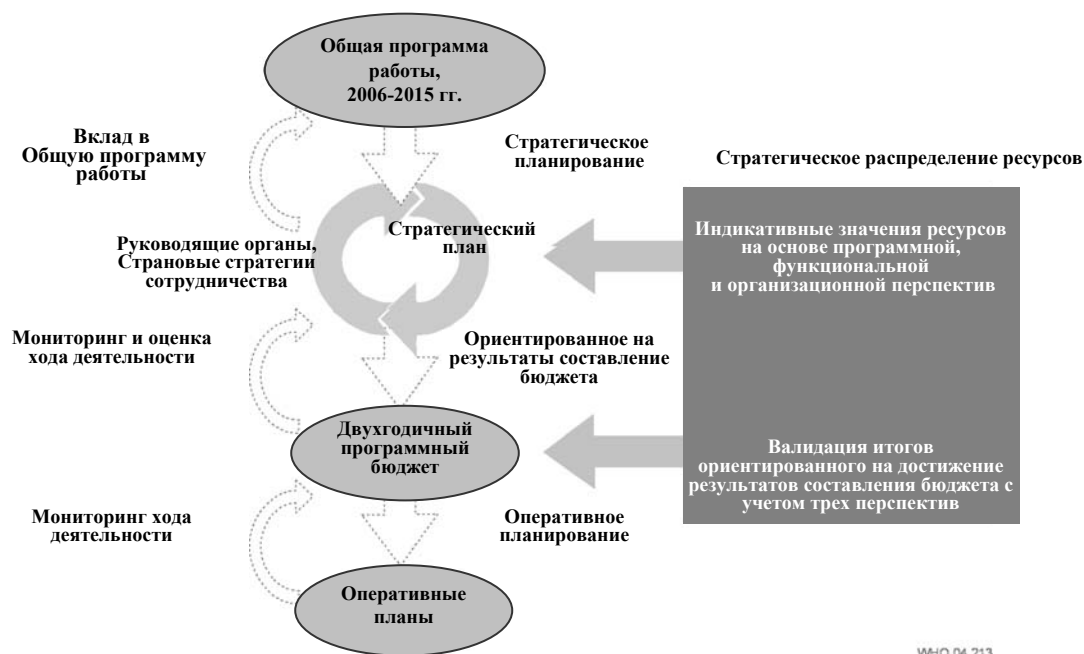 Общая программа
работы,
2006-2015 гг.
Вклад в
Общую программу
работы
Стратегическое
планирование
Стратегическое распределение ресурсов
Руководящие органы,
Страновые стратегии
сотрудничества
Стратегический
план
Индикативные значения ресурсов
на основе программной,
функциональной
и организационной перспектив
Мониторинг и оценка
хода деятельности
Ориентированное на
результаты составление
бюджета
Двухгодичный
программный
бюджет
Валидация итогов
ориентированного на достижение
результатов составления бюджета с
учетом трех перспектив
Мониторинг хода
деятельности
Оперативное
планирование
Оперативные
планы
WHO 04.213